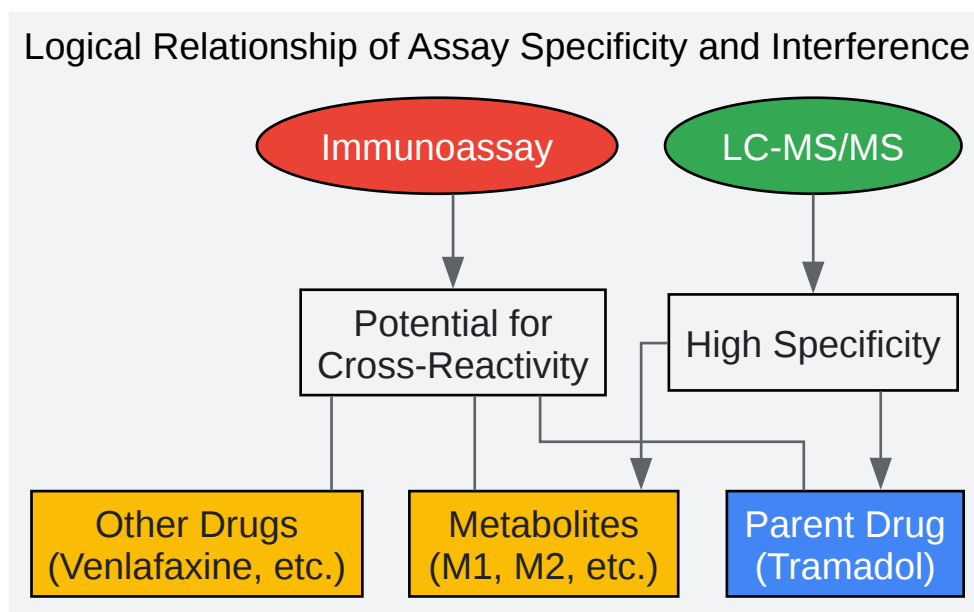 Logical Relationship of Assay Specificity and Interference
Immunoassay
LC-MS/MS
Potential for
Cross-Reactivity
High Specificity
Other Drugs
(Venlafaxine, etc.)
Metabolites
(M1, M2, etc.)
Parent Drug
(Tramadol)